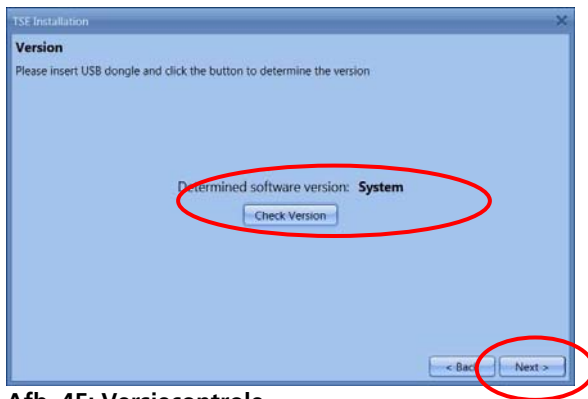 TSE Installation
Version
Please insert USB dongle and click the button to determine the version
Determined software version: System
Check Version
< Back
Next >
Afb. 45: Versiecontrole